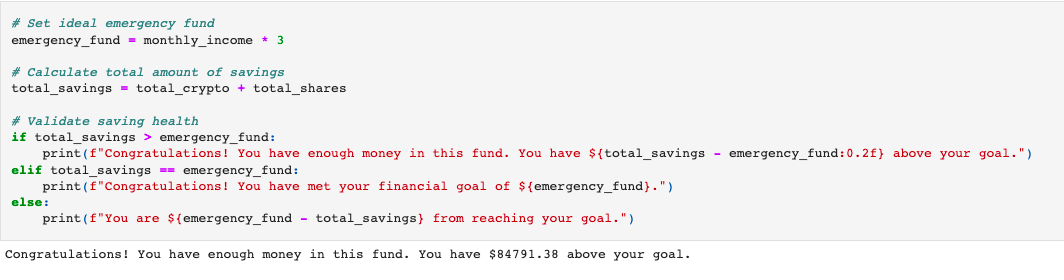 # Set ideal emergency fund
emergency_fund = monthly_income * 3
# Calculate total amount of savings
total_savings = total_crypto + total_shares
# Validate saving health
if total_savings > emergency_fund:
    print(f"Congratulations! You have enough money in this fund. You have ${total_savings - emergency_fund:0.2f} above your goal.")
elif total_savings == emergency_fund:
    print(f"Congratulations! You have met your financial goal of ${emergency_fund}.")
else:
    print(f"You are ${emergency_fund - total_savings} from reaching your goal.")
Congratulations! You have enough money in this fund. You have $84791.38 above your goal.